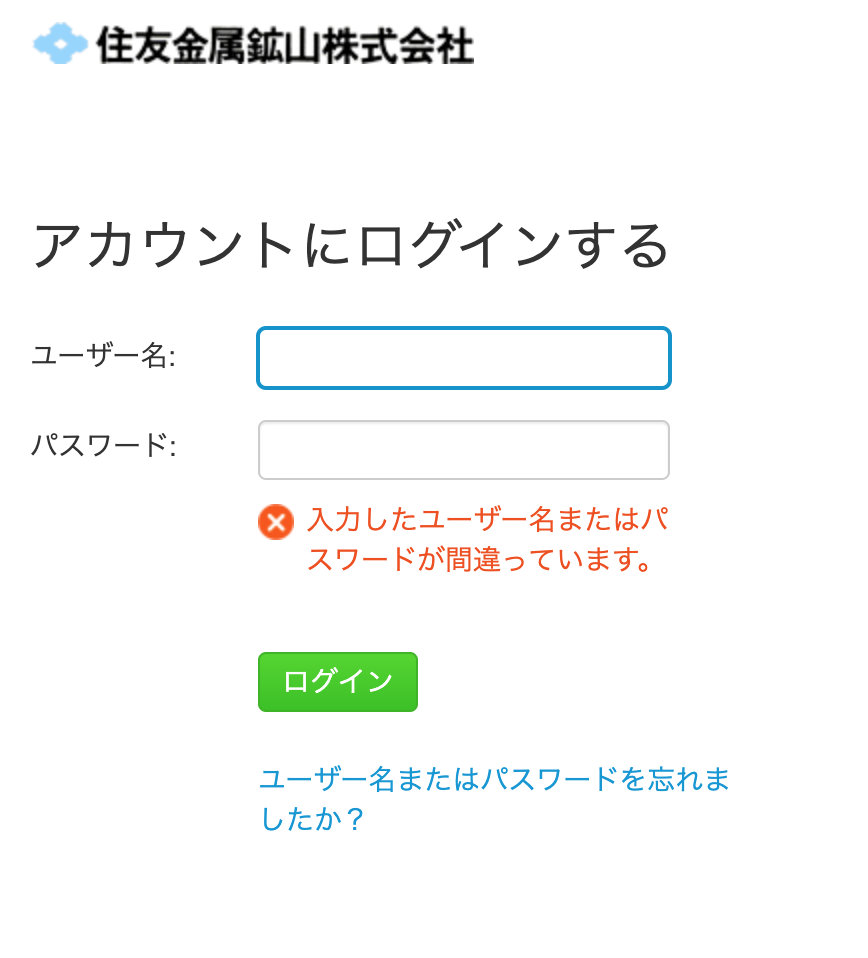 住友金属鉱山株式会社
アカウントにログインする
ユーザー名:
パスワード:
入力したユーザー名またはパ
スワードが間違っています。
ログイン
ユーザー名またはパスワードを忘れま
したか？